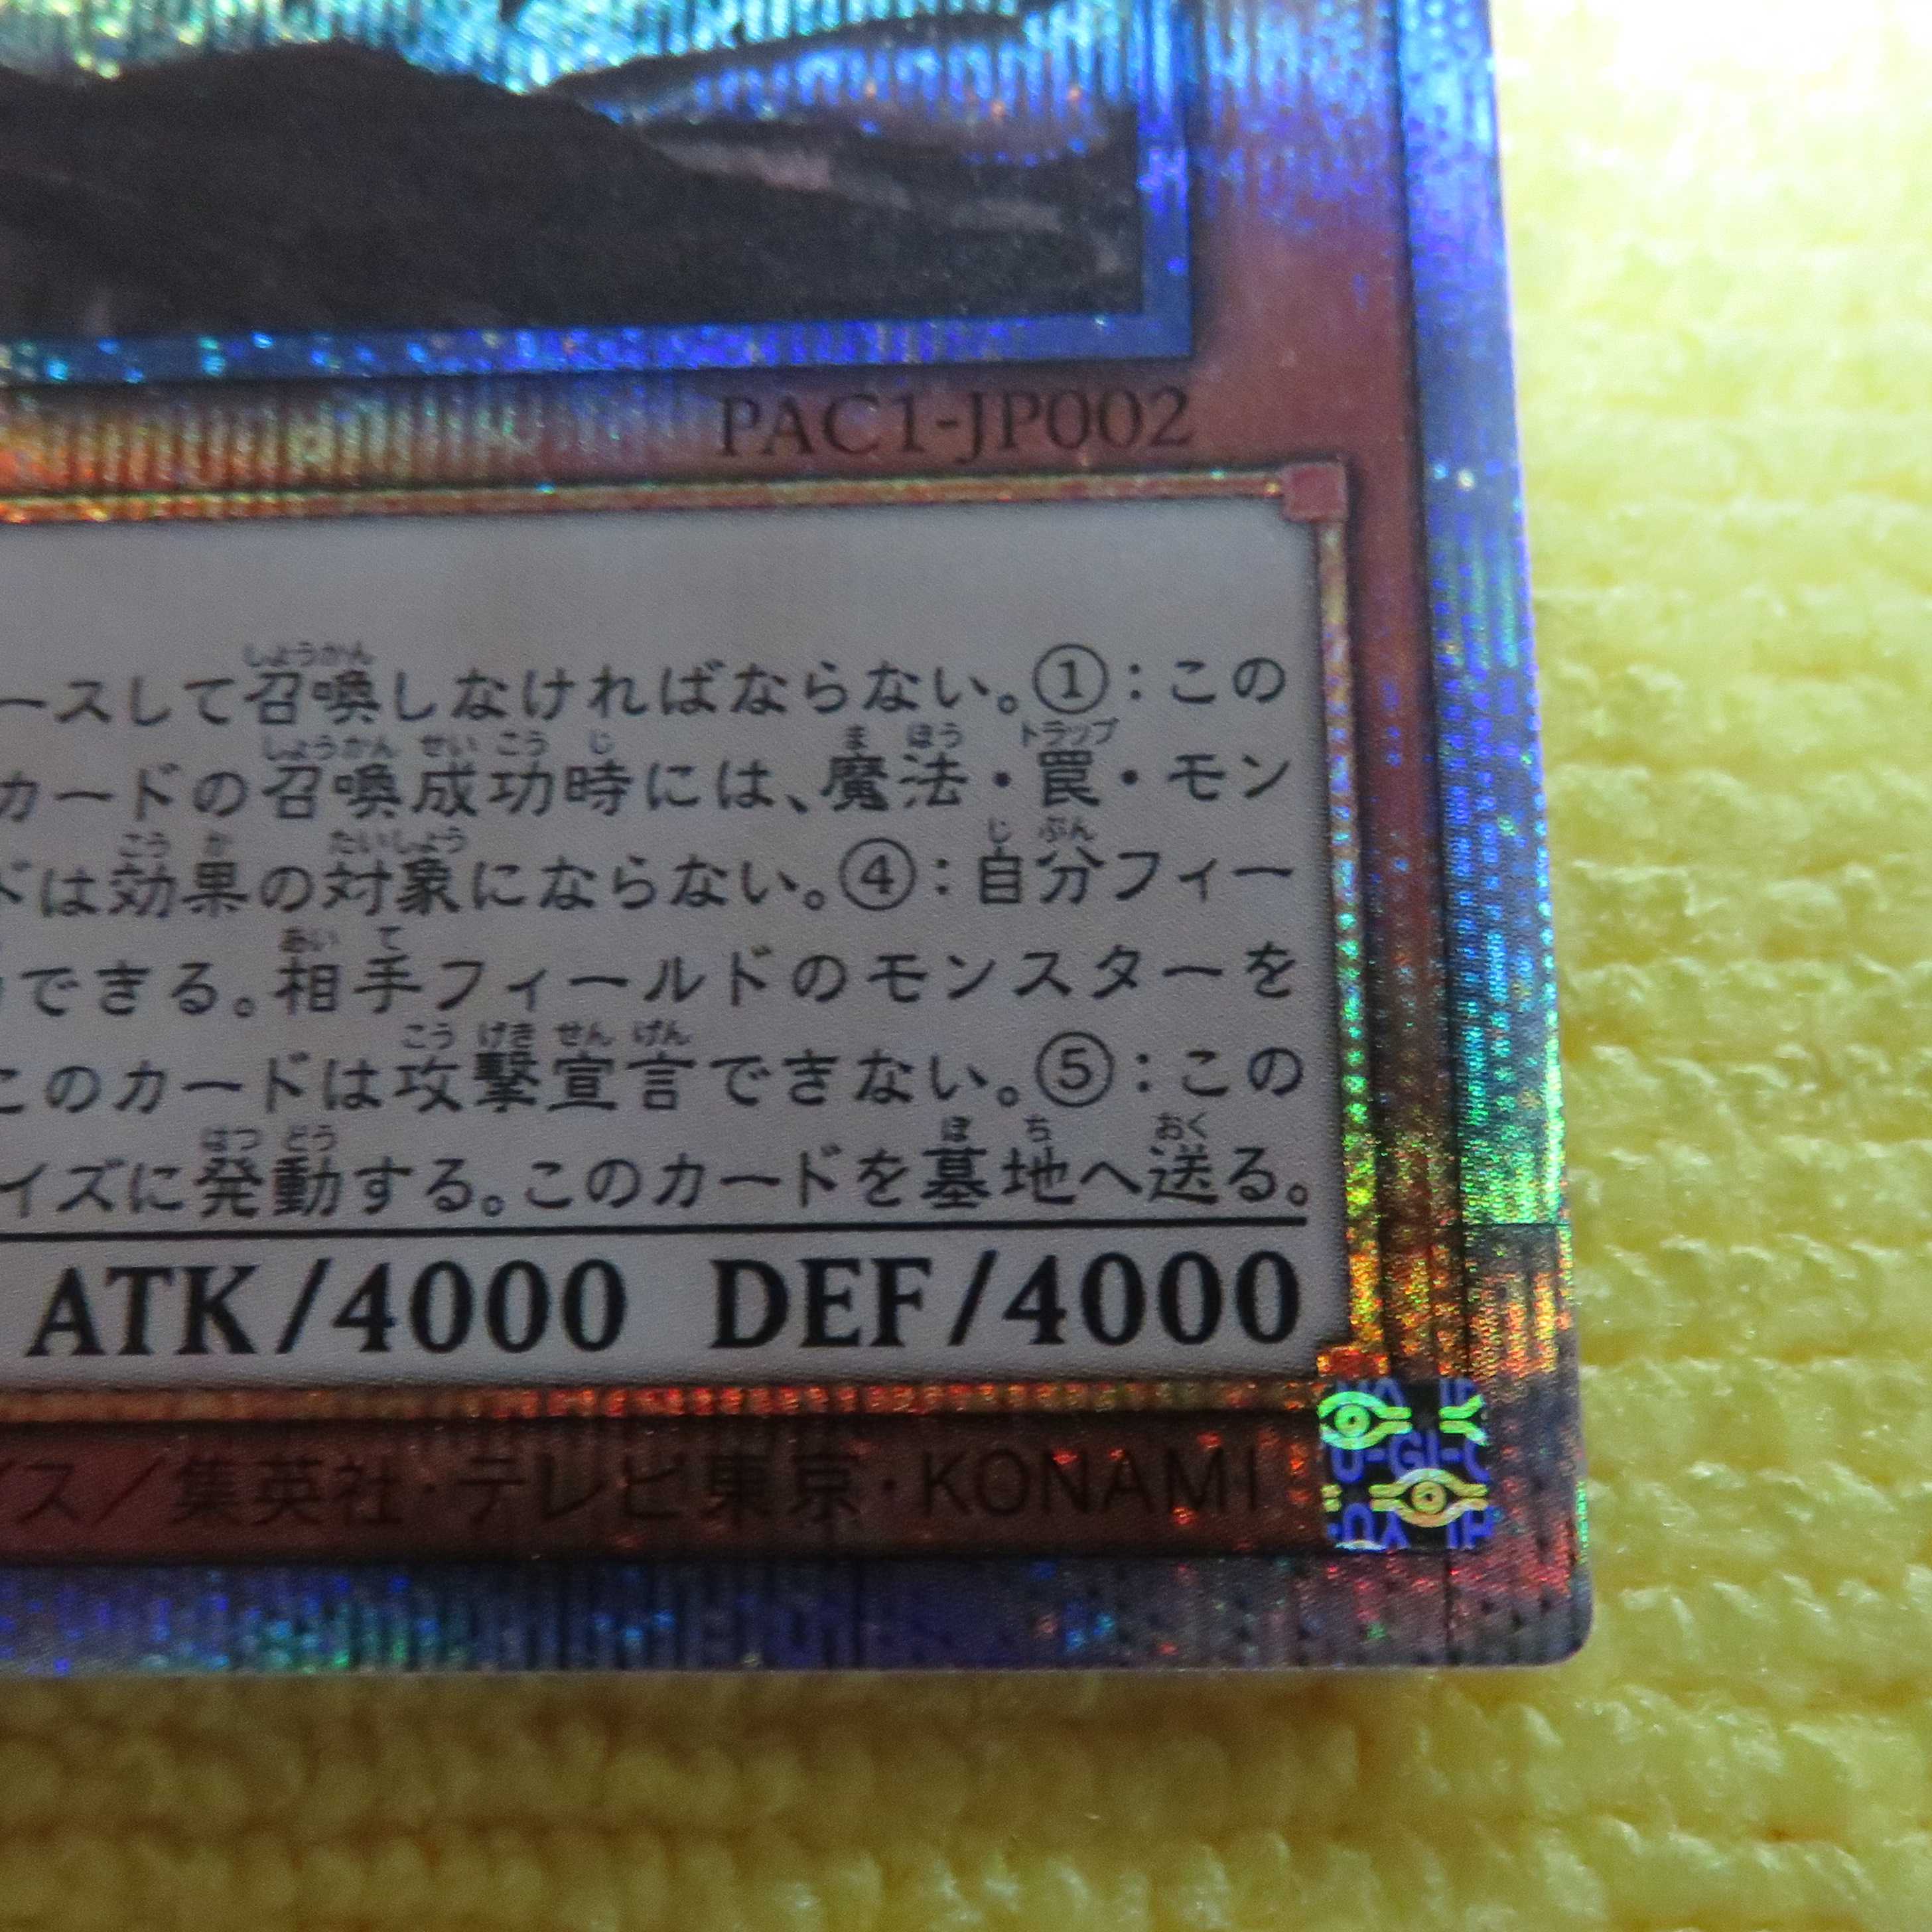 PAC1-JP002
ースして召喚しなければならない。①：この
カードの召喚成功時には、魔法・罠・モン
ドは効果の対象にならない。④：自分フィー
できる。相手フィールドのモンスターを
このカードは攻撃宣言できない。⑤：この
イズに発動する。このカードを墓地へ送る。
ATK/4000 DEF/4000
イス／集英社・テレビ東京・KONAMI
U-GI-O